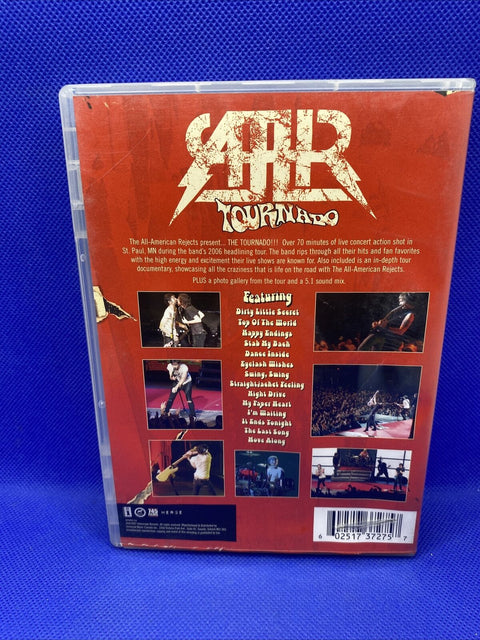 AAR
TOURNADO
The All-American Rejects present... THE TOURNADO!!! Over 70 minutes of live concert action shot in
St. Paul, MN during the band's 2006 headlining tour. The band rips through all their hits and fan favorites
with the high energy and excitement their live shows are known for. Also included is an in-depth tour
documentary, showcasing all the craziness that is life on the road with The All-American Rejects.
PLUS a photo gallery from the tour and a 5.1 sound mix.
Featuring
Dirty Little Secret
Top Of The World
Happy Endings
Stab My Back
Dance Inside
Eyelash Wishes
Swing, Swing
Straightjacket Feeling
Night Drive
My Paper Heart
I'm Waiting
It Ends Tonight
The Last Song
Move Along
MERGE
6 02517 37275 7